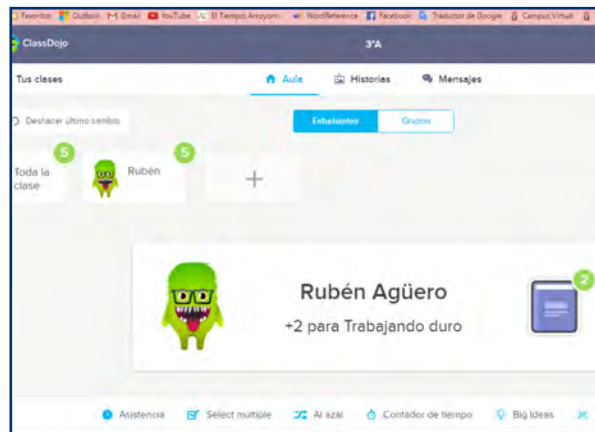 Favoritos Outlook Gmail YouTube El Tiempo: Arroyomo WordReference Facebook Traductor de Google Campus Virtual
ClassDojo 3ºA
Tus clases Aula Historias Mensajes
Deshacer último cambio Estudiantes Grupos
5 5
Toda la clase Rubén +
Rubén Agüero 2
+2 para Trabajando duro
Asistencia Select multiple Al azar Contador de tiempo Big Ideas